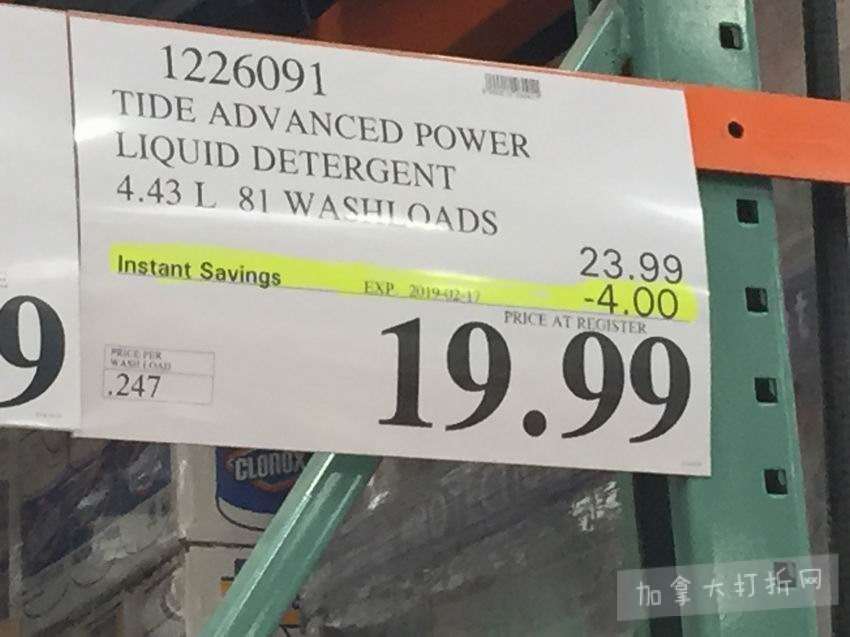 1226091
TIDE ADVANCED POWER
LIQUID DETERGENT
4.43 L 81 WASHLOADS
23.99
Instant Savings EXP 2019-02-17 -4.00
PRICE AT REGISTER
19.99
PRICE PER
WASH LOAD
.247
9
CLOROX
加拿大打折网